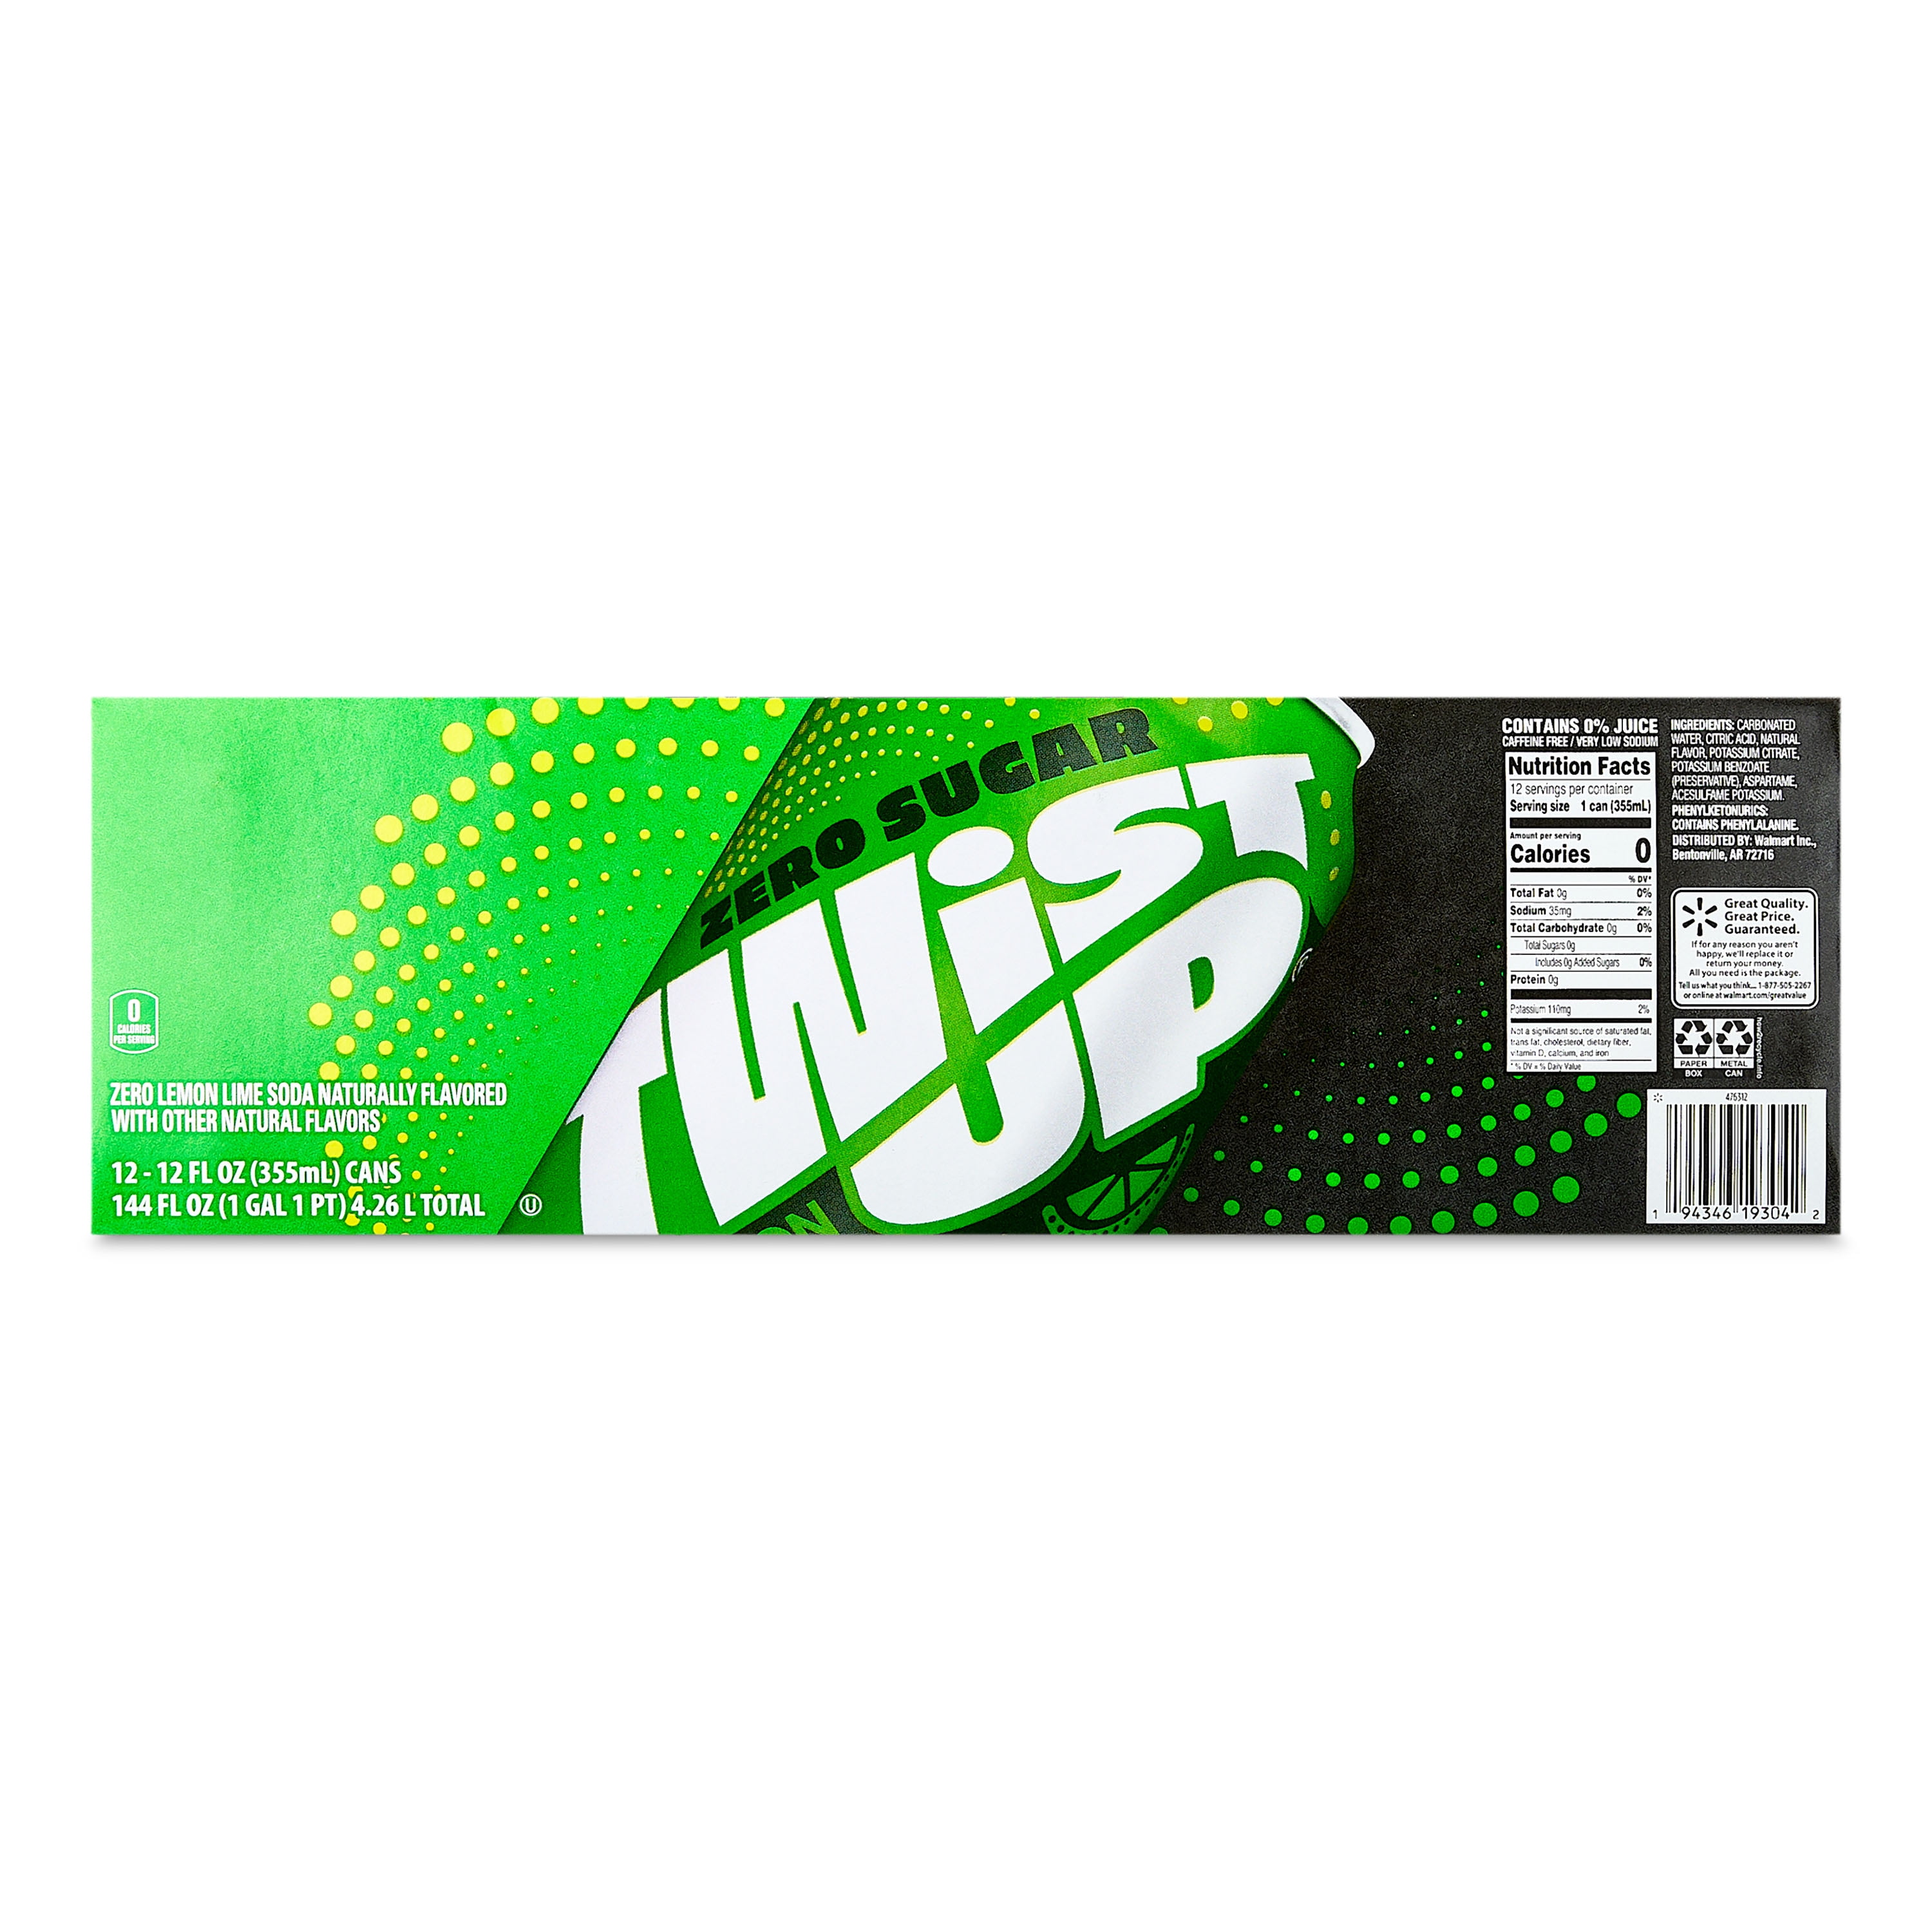 0
CALORIES
PER SERVING
ZERO LEMON LIME SODA NATURALLY FLAVORED
WITH OTHER NATURAL FLAVORS
12 - 12 FL OZ (355mL) CANS
144 FL OZ (1 GAL 1 PT) 4.26 L TOTAL
U
ZERO SUGAR
TWiST
UP
CONTAINS 0% JUICE
CAFFEINE FREE / VERY LOW SODIUM
Nutrition Facts
12 servings per container
Serving size 1 can (355mL)
Amount per serving
Calories 0
% DV*
Total Fat 0g 0%
Sodium 35mg 2%
Total Carbohydrate 0g 0%
Total Sugars 0g
Includes 0g Added Sugars 0%
Protein 0g
Potassium 110mg 2%
Not a significant source of saturated fat,
trans fat, cholesterol, dietary fiber,
vitamin D, calcium, and iron
* % DV = % Daily Value
INGREDIENTS: CARBONATED
WATER, CITRIC ACID, NATURAL
FLAVOR, POTASSIUM CITRATE,
POTASSIUM BENZOATE
(PRESERVATIVE), ASPARTAME,
ACESULFAME POTASSIUM.
PHENYLKETONURICS:
CONTAINS PHENYLALANINE.
DISTRIBUTED BY: Walmart Inc.,
Bentonville, AR 72716
Great Quality.
Great Price.
Guaranteed.
If for any reason you aren't
happy, we'll replace it or
return your money.
All you need is the package.
Tell us what you think... 1-877-505-2267
or online at walmart.com/greatvalue
PAPER
BOX
METAL
CAN
how2recycle.info
476312
1 94346 19304 2